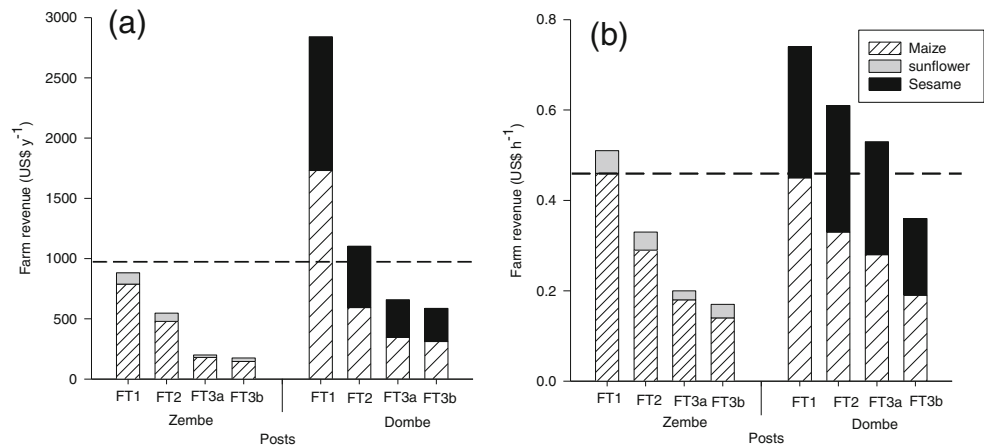 (a)
Farm revenue (US$ y⁻¹)
3000
2500
2000
1500
1000
500
0
FT1 FT2 FT3a FT3b FT1 FT2 FT3a FT3b
Zembe Dombe
Posts
(b)
Farm revenue (US$ h⁻¹)
0.8
0.6
0.4
0.2
0.0
Maize
sunflower
Sesame
FT1 FT2 FT3a FT3b FT1 FT2 FT3a FT3b
Zembe Dombe
Posts